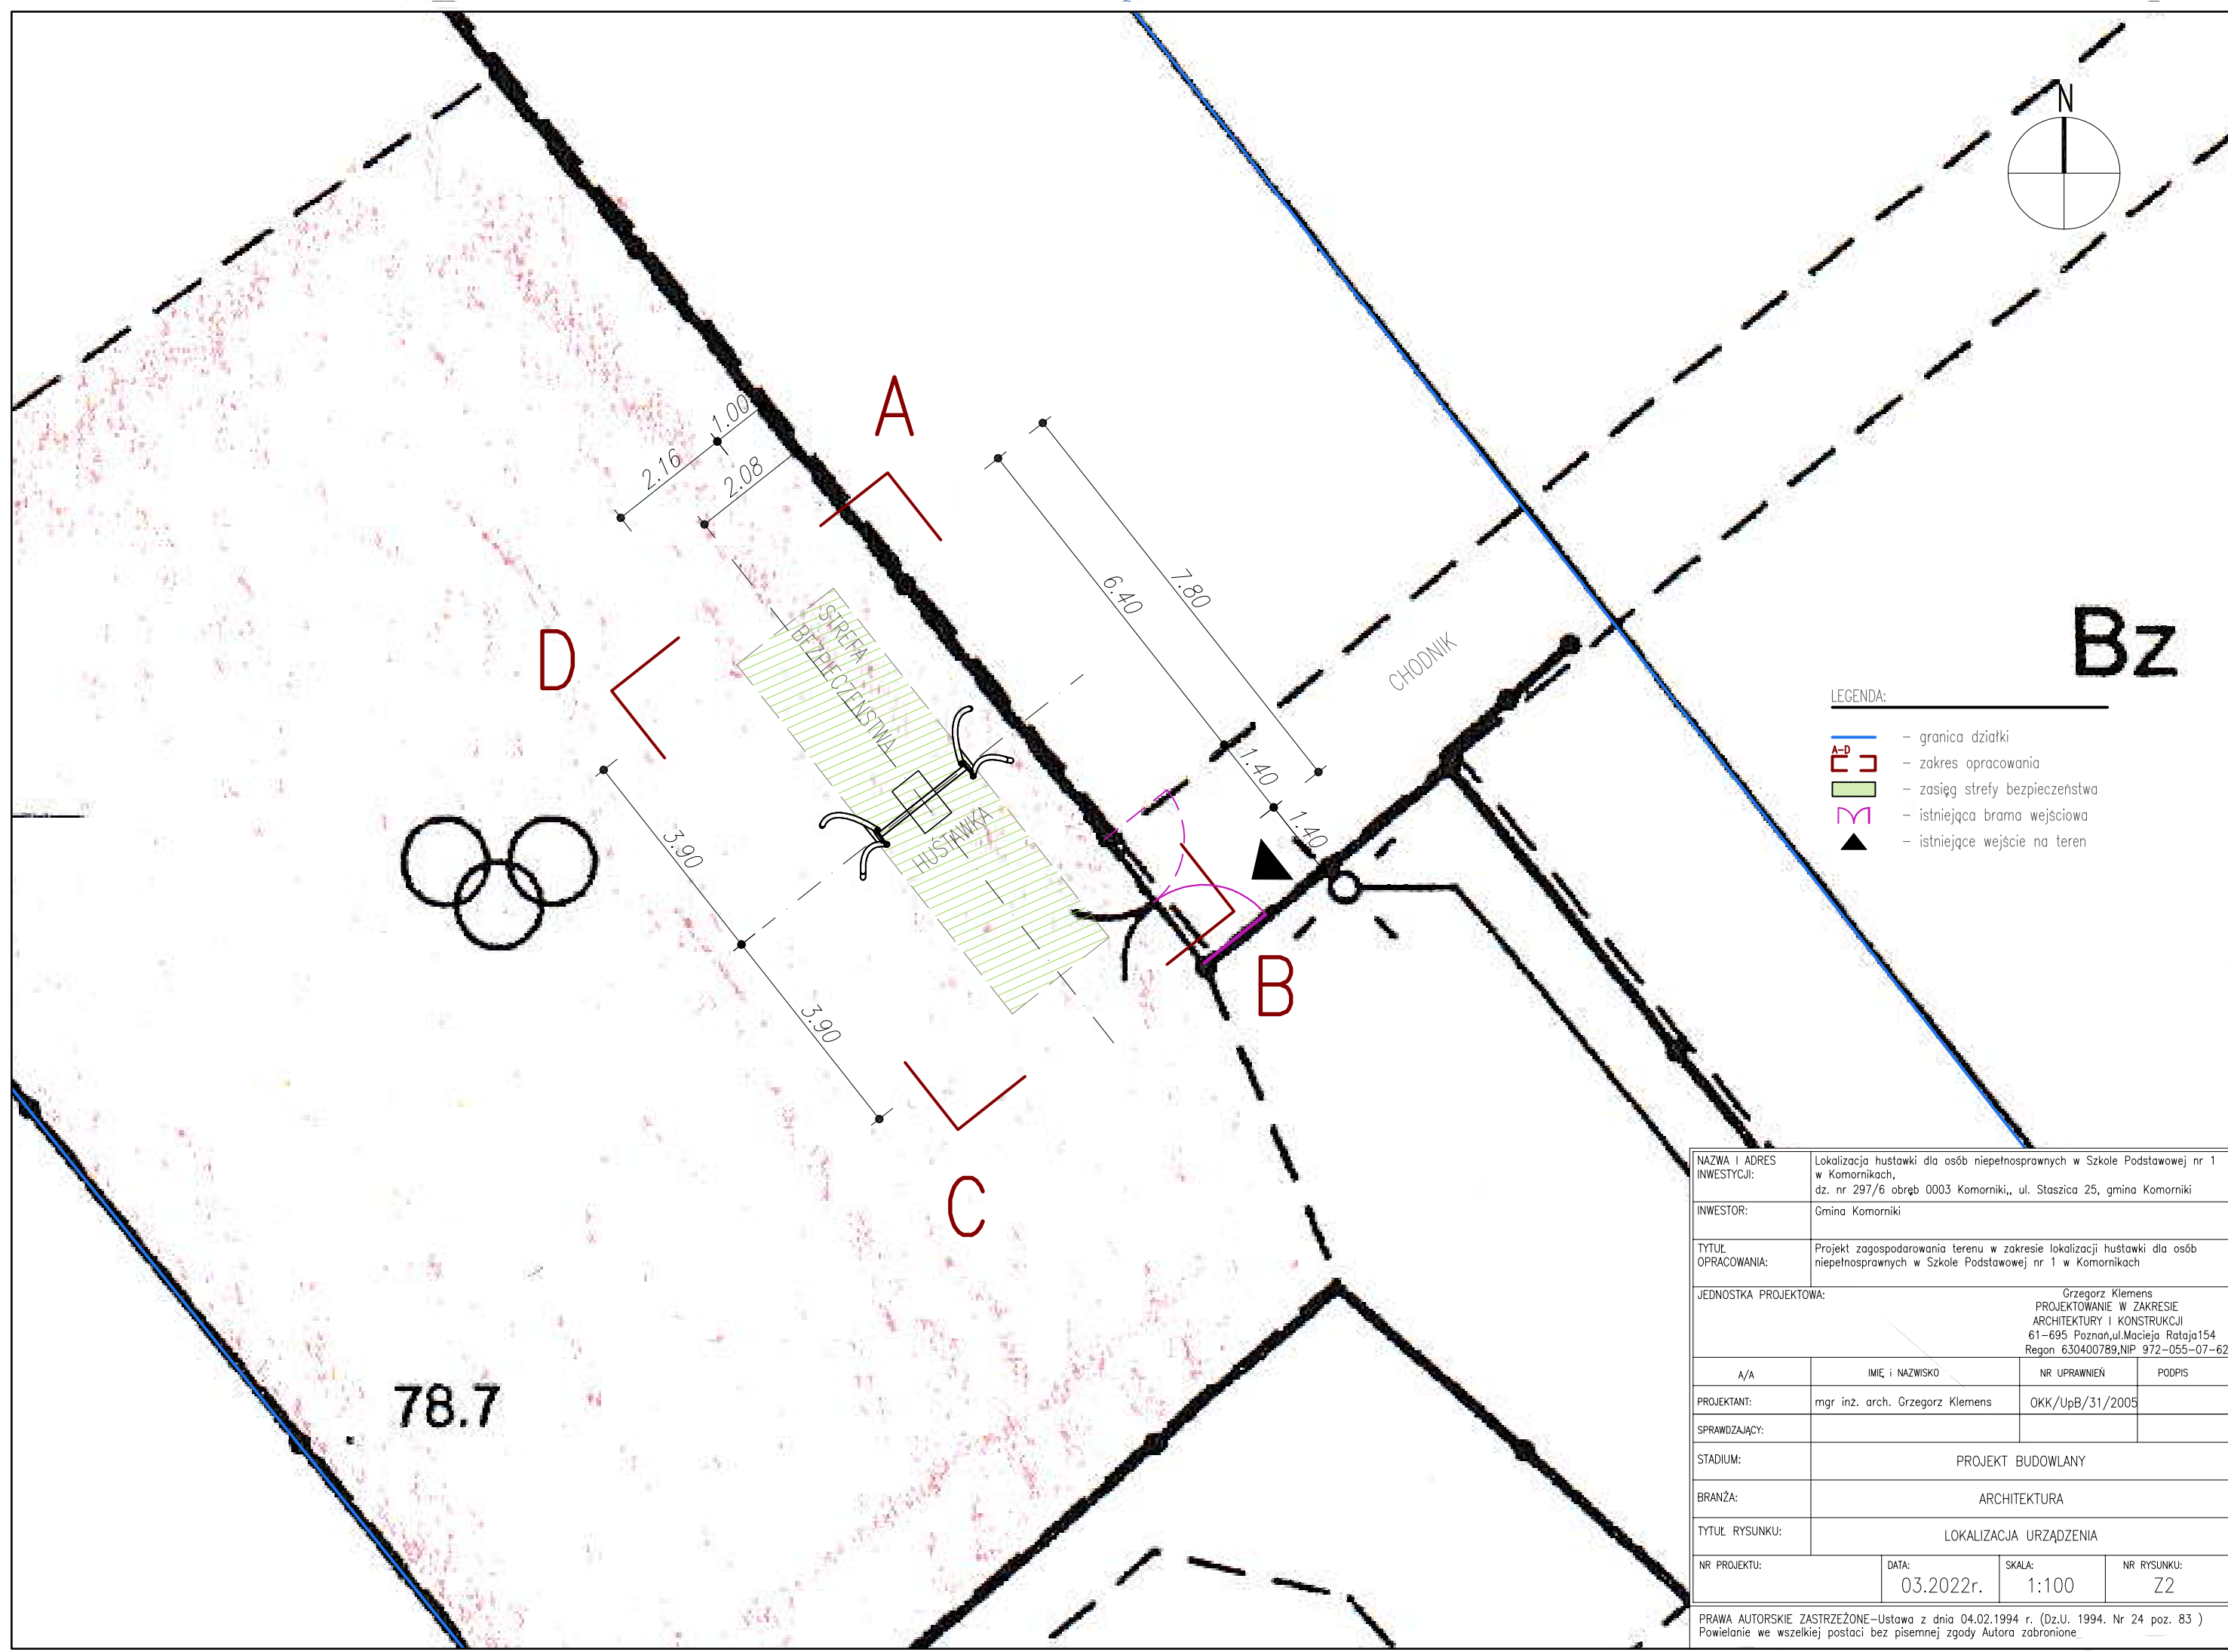 N
A
1.00
2.16
2.08
6.40
7.80
STREFA
BEZPIECZEŃSTWA
D
CHODNIK
Bz
LEGENDA:
– granica działki
A–D
– zakres opracowania
– zasięg strefy bezpieczeństwa
– istniejąca brama wejściowa
– istniejące wejście na teren
1.40
1.40
HUŚTAWKA
3.90
3.90
B
C
78.7
NAZWA I ADRES
INWESTYCJI:
Lokalizacja huśtawki dla osób niepełnosprawnych w Szkole Podstawowej nr 1
w Komornikach,
dz. nr 297/6 obręb 0003 Komorniki,, ul. Staszica 25, gmina Komorniki
INWESTOR:
Gmina Komorniki
TYTUŁ
OPRACOWANIA:
Projekt zagospodarowania terenu w zakresie lokalizacji huśtawki dla osób
niepełnosprawnych w Szkole Podstawowej nr 1 w Komornikach
JEDNOSTKA PROJEKTOWA:
Grzegorz Klemens
PROJEKTOWANIE W ZAKRESIE
ARCHITEKTURY I KONSTRUKCJI
61–695 Poznań,ul.Macieja Rataja154
Regon 630400789,NIP 972–055–07–62
A/A IMIĘ i NAZWISKO NR UPRAWNIEŃ PODPIS
PROJEKTANT: mgr inż. arch. Grzegorz Klemens OKK/UpB/31/2005
SPRAWDZAJĄCY:
STADIUM: PROJEKT BUDOWLANY
BRANŻA: ARCHITEKTURA
TYTUŁ RYSUNKU: LOKALIZACJA URZĄDZENIA
NR PROJEKTU: DATA: SKALA: NR RYSUNKU:
03.2022r. 1:100 Z2
PRAWA AUTORSKIE ZASTRZEŻONE–Ustawa z dnia 04.02.1994 r. (Dz.U. 1994. Nr 24 poz. 83 )
Powielanie we wszelkiej postaci bez pisemnej zgody Autora zabronione